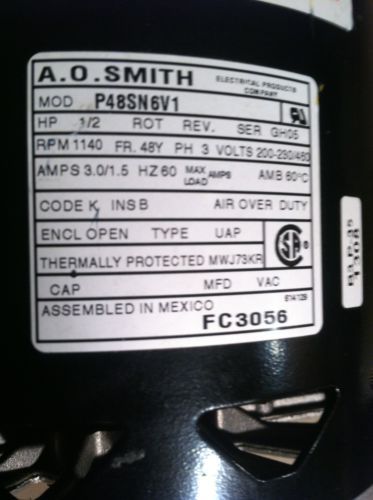 A.O.SMITH
ELECTRICAL PRODUCTS
COMPANY
MOD P48SN6V1
HP 1/2 ROT REV. SER GH05
RPM 1140 FR. 48Y PH 3 VOLTS 200-230/460
AMPS 3.0/1.5 HZ 60 MAX LOAD AMPS AMB 60°C
CODE K INS B AIR OVER DUTY
ENCL OPEN TYPE UAP
THERMALLY PROTECTED MWJ73KR
CAP MFD VAC
ASSEMBLED IN MEXICO
FC3056